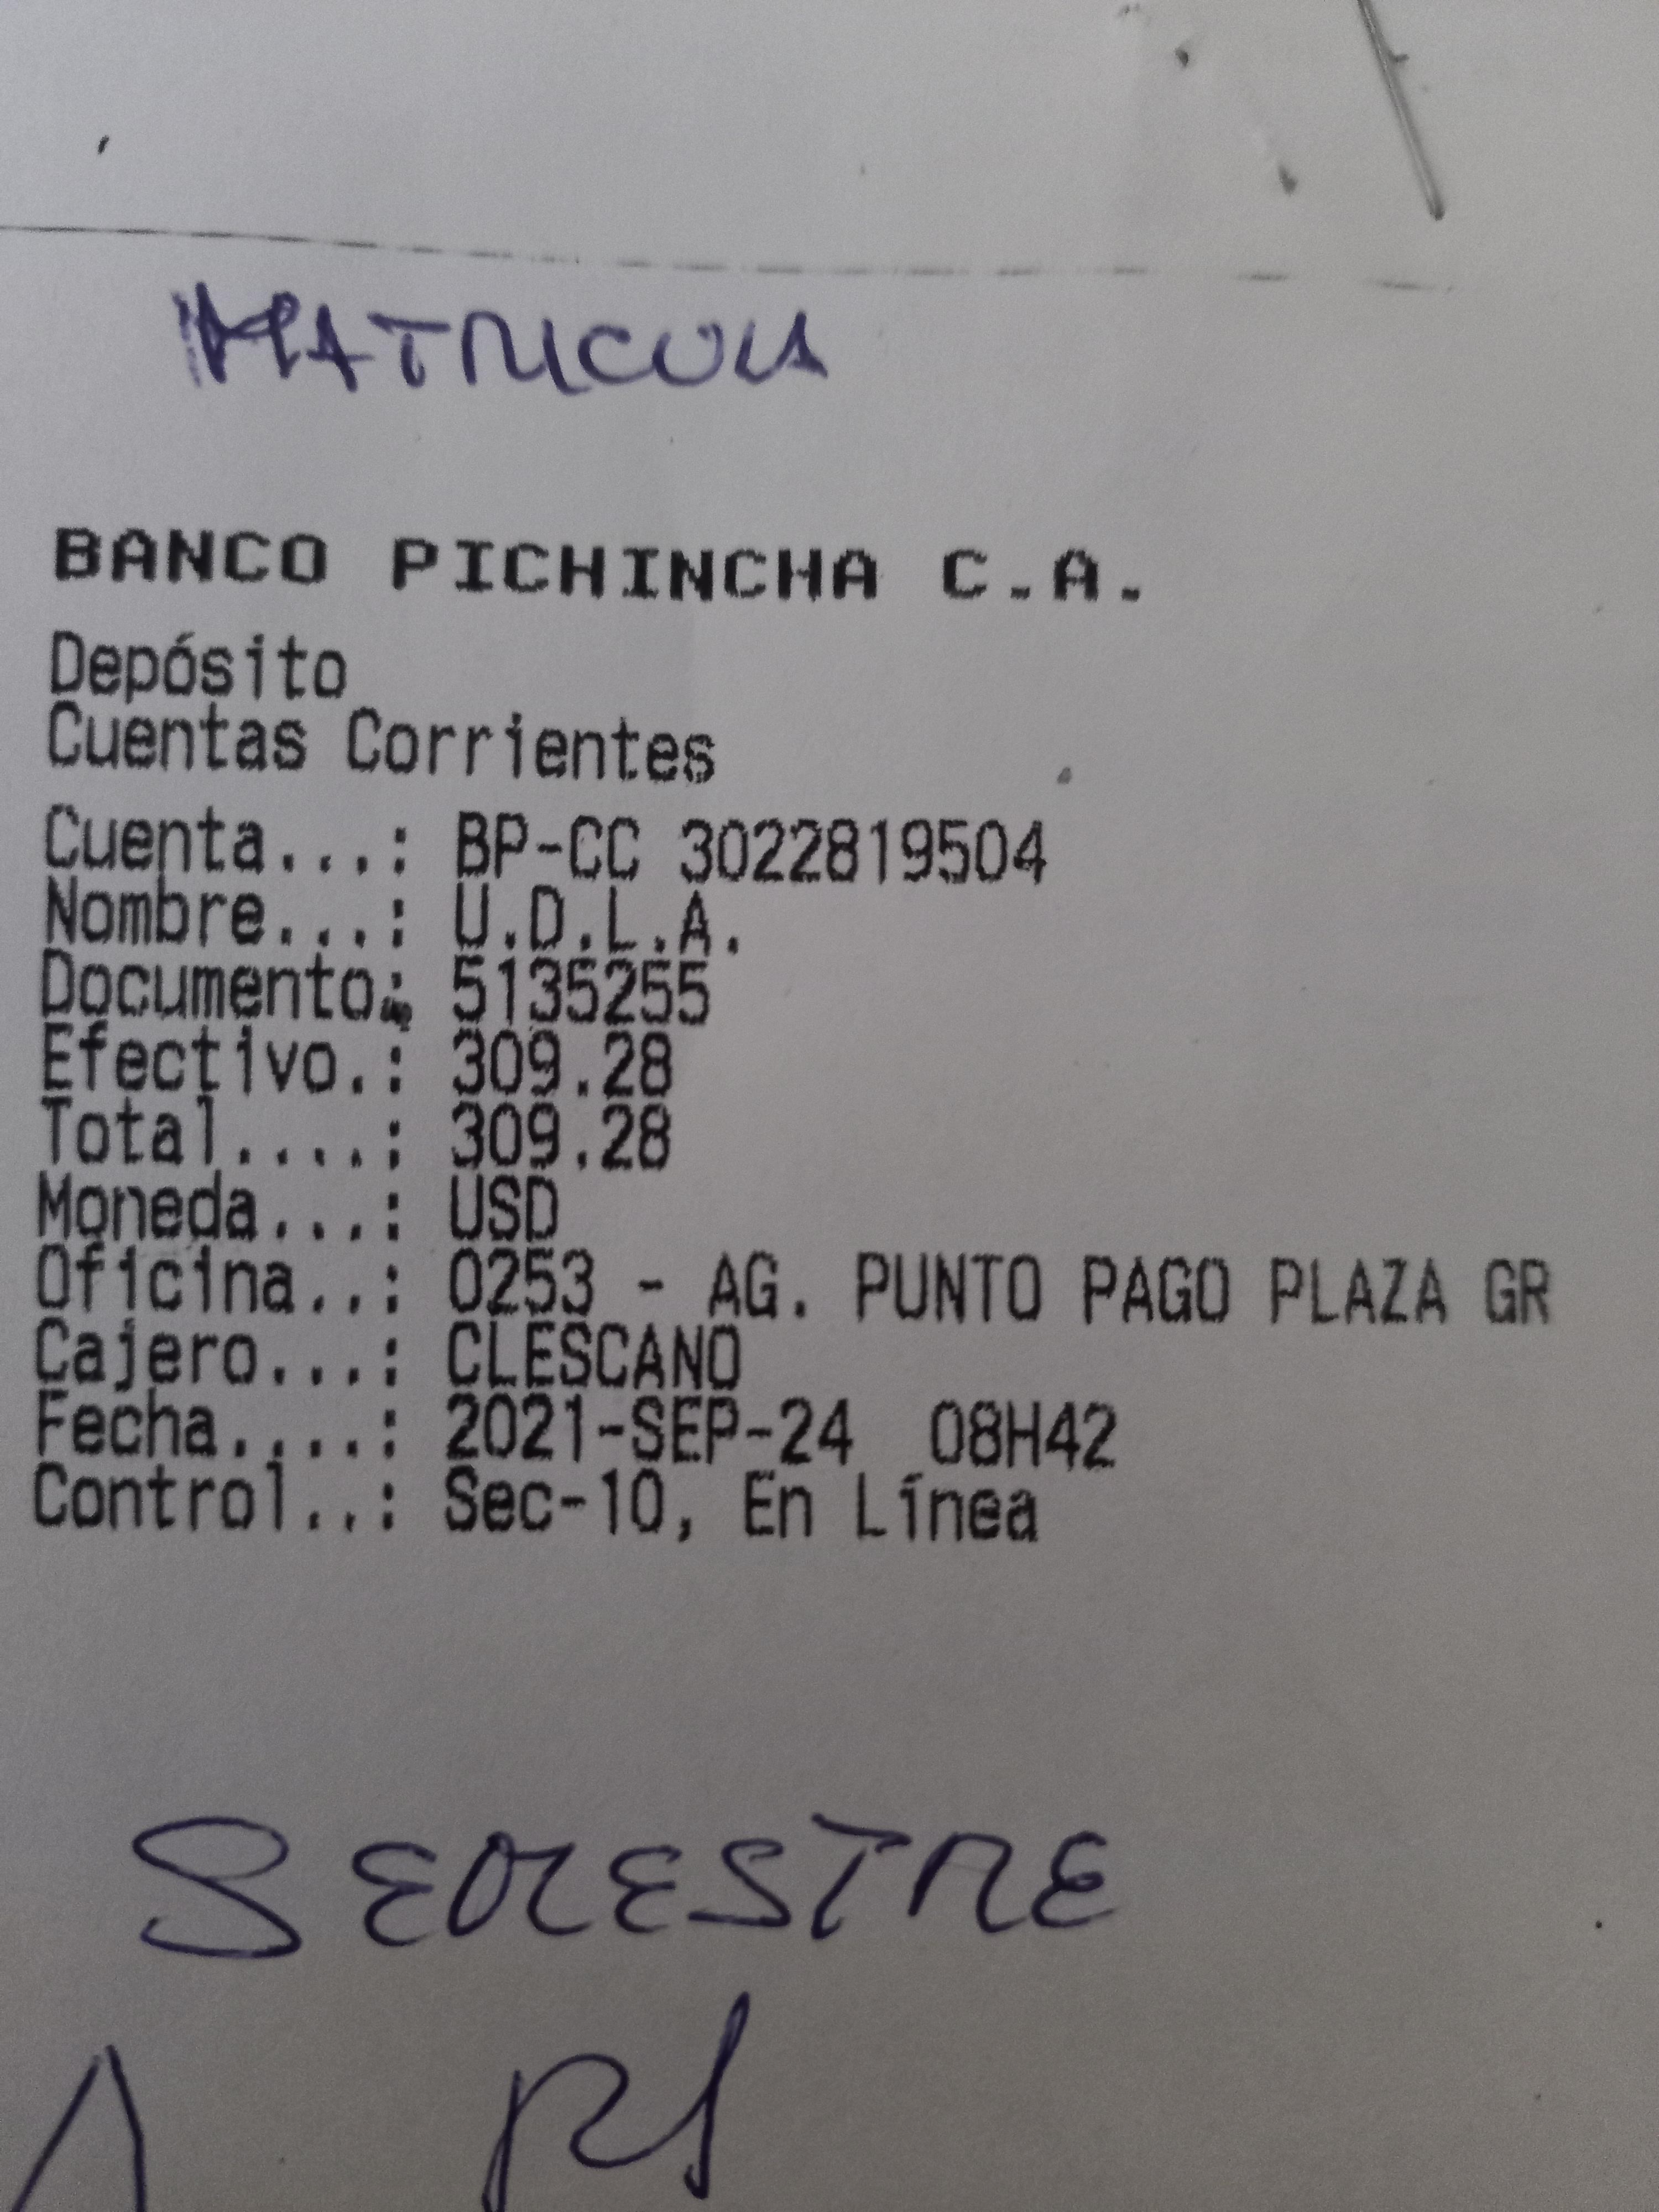 MATRICULA
BANCO PICHINCHA C.A.
Depósito
Cuentas Corrientes
Cuenta...: BP-CC 3022819504
Nombre...: U.D.L.A.
Documento: 5135255
Efectivo.: 309.28
Total....: 309.28
Moneda...: USD
Oficina..: 0253 - AG. PUNTO PAGO PLAZA GR
Cajero...: CLESCANO
Fecha....: 2021-SEP-24 08H42
Control..: Sec-10, En Línea
SEMESTRE